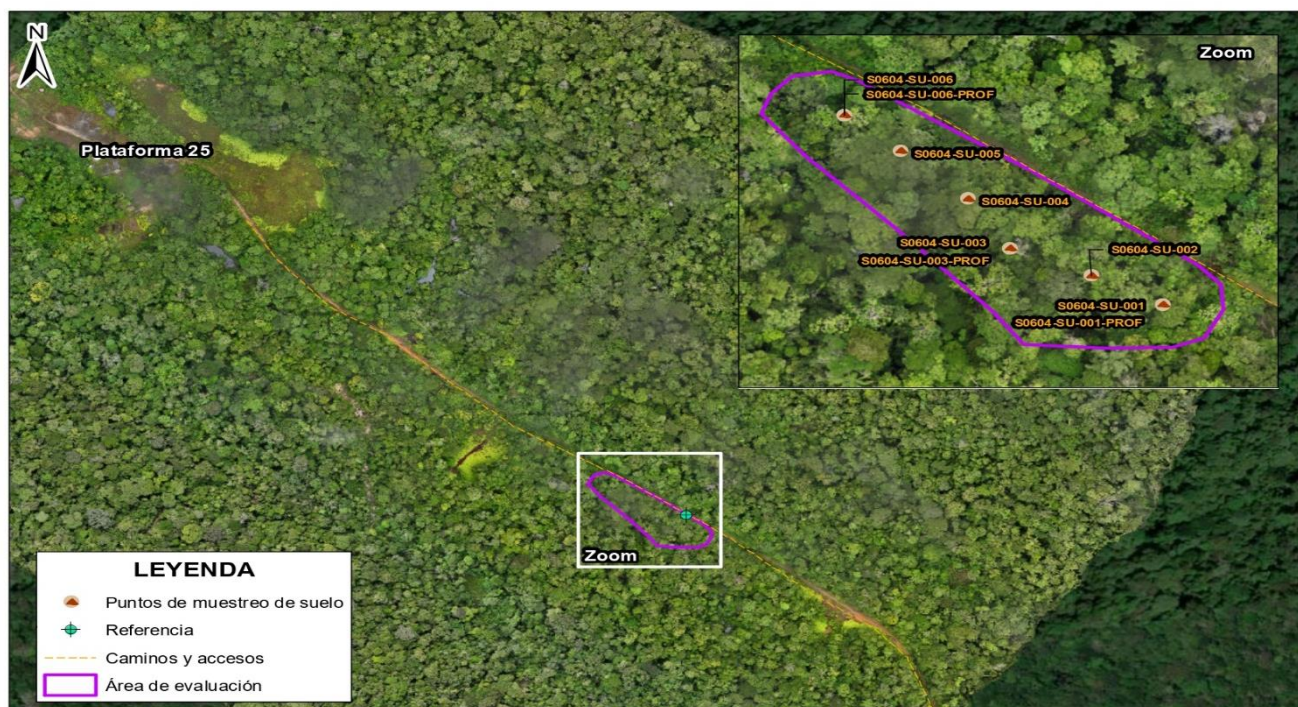 N
Plataforma 25
Zoom
S0604-SU-006
S0604-SU-006-PROF
S0604-SU-005
S0604-SU-004
S0604-SU-003
S0604-SU-003-PROF
S0604-SU-002
S0604-SU-001
S0604-SU-001-PROF
Zoom
LEYENDA
Puntos de muestreo de suelo
Referencia
Caminos y accesos
Área de evaluación